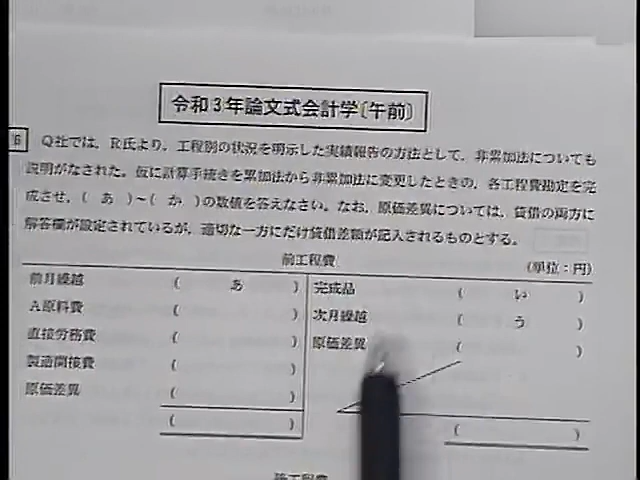 令和3年論文式会計学〔午前〕
6 Q社では、R氏より、工程別の状況を明示した実績報告の方法として、非累加法についても
説明がなされた。仮に計算手続きを累加法から非累加法に変更したときの、各工程費勘定を完
成させ、( あ )~( か )の数値を答えなさい。なお、原価差異については、貸借の両方に
解答欄が設定されているが、適切な一方にだけ貸借差額が記入されるものとする。
前工程費
(単位:円)
前月繰越 ( あ ) 完成品 ( い )
A原料費 ( ) 次月繰越 ( う )
直接労務費 ( ) 原価差異 ( )
製造間接費 ( )
原価差異 ( )
( ) ( )